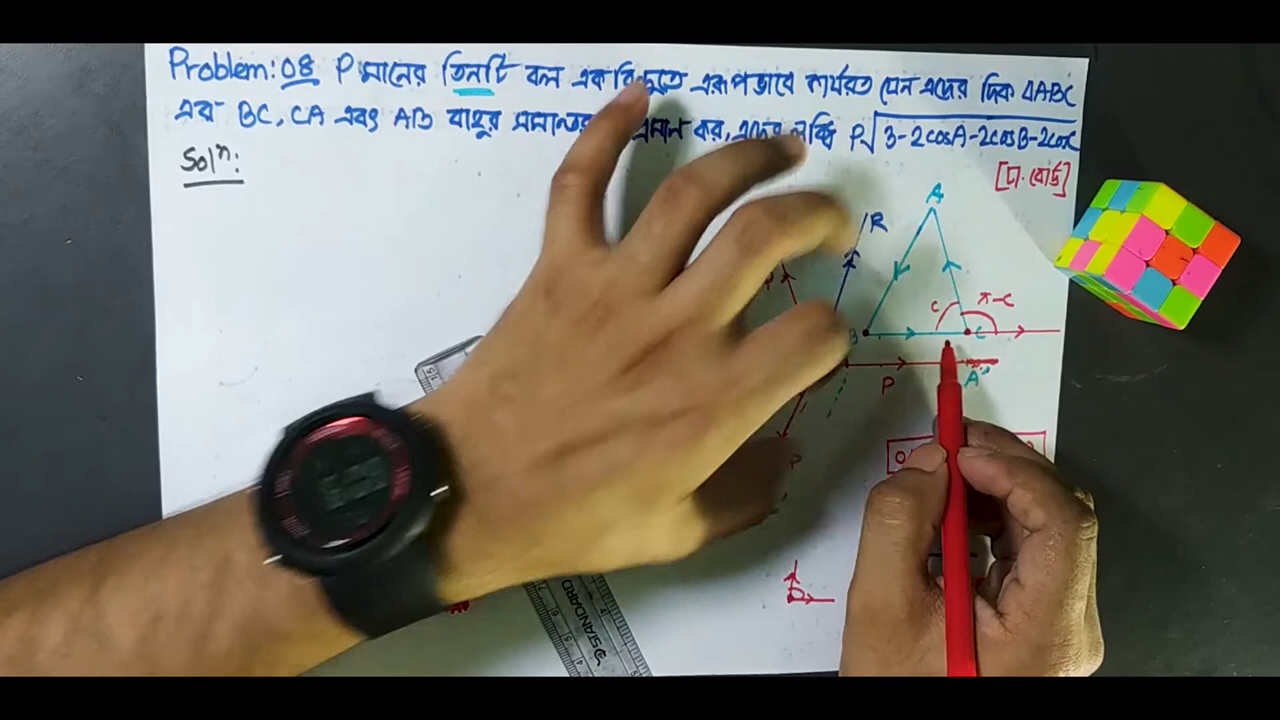 Problem: 08 P মানের তিনটি বল একবিন্দুতে এরূপভাবে কার্যরত যেন এদের দিক ΔABC
এর BC, CA এবং AB বাহুর সমান্তর কর, এদের লব্ধি P√3-2cosA-2cosB-2cosC
Solⁿ:
[ঢা. বোর্ড]
A
R
C π-C
C
P A''
P
STANDARD